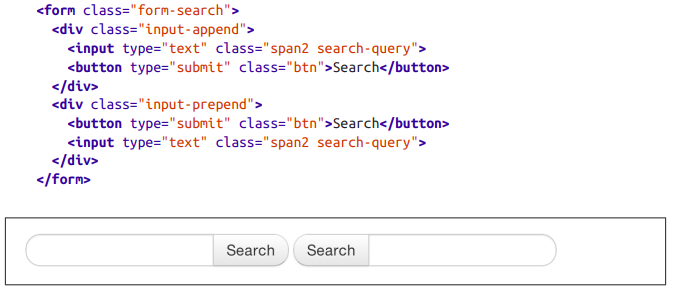 <form class="form-search">
<div class="input-append">
<input type="text" class="span2 search-query">
<button type="submit" class="btn">Search</button>
</div>
<div class="input-prepend">
<button type="submit" class="btn">Search</button>
<input type="text" class="span2 search-query">
</div>
</form>
Search Search